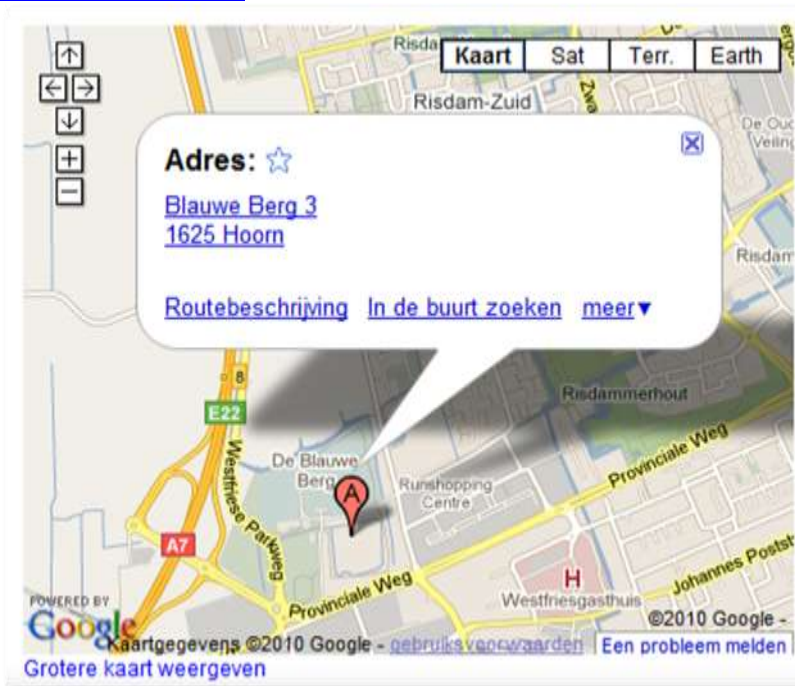 Risda
Kaart Sat Terr. Earth
Risdam-Zuid
Zwa
De Oud
Veiling
Adres:
Blauwe Berg 3
1625 Hoorn
Risdam
Routebeschrijving In de buurt zoeken meer
8
Risdammerhout
E22
De Blauwe
Berg
A
Runshopping
Centre
Provinciale Weg
Westfriese Parkweg
A7
H
Westfriesgasthuis
Johannes Postst
Provinciale Weg
POWERED BY
Google
©2010 Google -
Kaartgegevens ©2010 Google - gebruiksvoorwaarden Een probleem melden
Grotere kaart weergeven